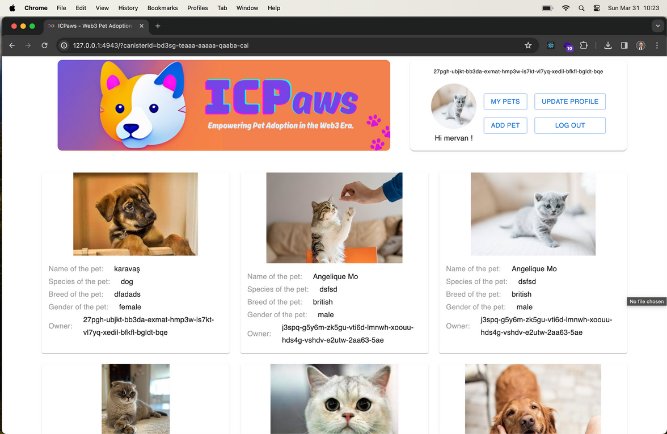 Chrome File Edit View History Bookmarks Profiles Tab Window Help Sun Mar 31 10:23
ICPaws - Web3 Pet Adoption
127.0.0.1:4943/?canisterId=bd3sg-teaaa-aaaaa-qaaba-cai
ICPaws
Empowering Pet Adoption in the Web3 Era.
27pgh-ubjkt-bb3da-exmat-hmp3w-is7kt-vl7yq-xedil-bfkfl-bgldt-bqe
MY PETS
UPDATE PROFILE
ADD PET
LOG OUT
Hi mervan !
Name of the pet: karavaş
Species of the pet: dog
Breed of the pet: dfadads
Gender of the pet: female
Owner: 27pgh-ubjkt-bb3da-exmat-hmp3w-is7kt-
vl7yq-xedil-bfkfl-bgldt-bqe
Name of the pet: Angelique Mo
Species of the pet: dsfsd
Breed of the pet: british
Gender of the pet: male
Owner: j3spq-g5y6m-zk5gu-vti6d-lmnwh-xoouu-
hds4g-vshdv-e2utw-2aa63-5ae
Name of the pet: Angelique Mo
Species of the pet: dsfsd
Breed of the pet: british
Gender of the pet: male
Owner: j3spq-g5y6m-zk5gu-vti6d-lmnwh-xoouu-
hds4g-vshdv-e2utw-2aa63-5ae
No file chosen